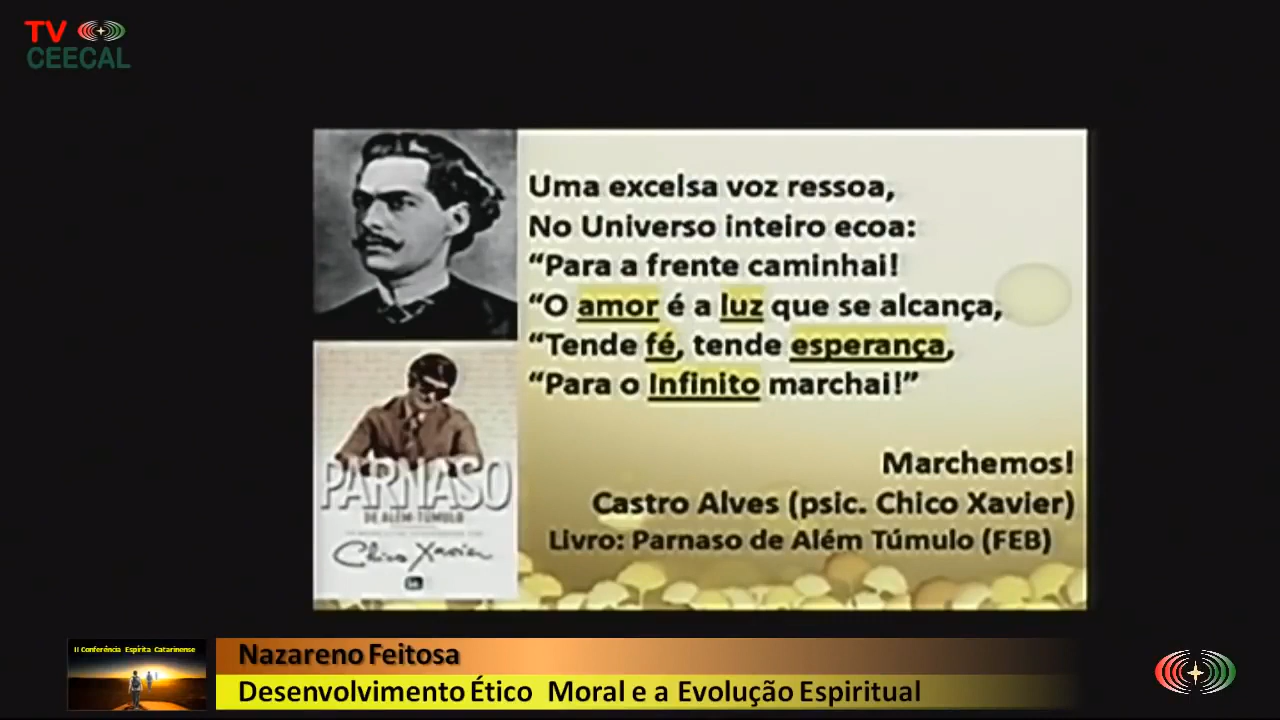 TV
CEECAL
Uma excelsa voz ressoa,
No Universo inteiro ecoa:
“Para a frente caminhai!
“O amor é a luz que se alcança,
“Tende fé, tende esperança,
“Para o Infinito marchai!”
Marchemos!
Castro Alves (psic. Chico Xavier)
Livro: Parnaso de Além Túmulo (FEB)
PARNASO
DE ALÉM-TÚMULO
Chico Xavier
II Conferência Espírita Catarinense
Nazareno Feitosa
Desenvolvimento Ético Moral e a Evolução Espiritual